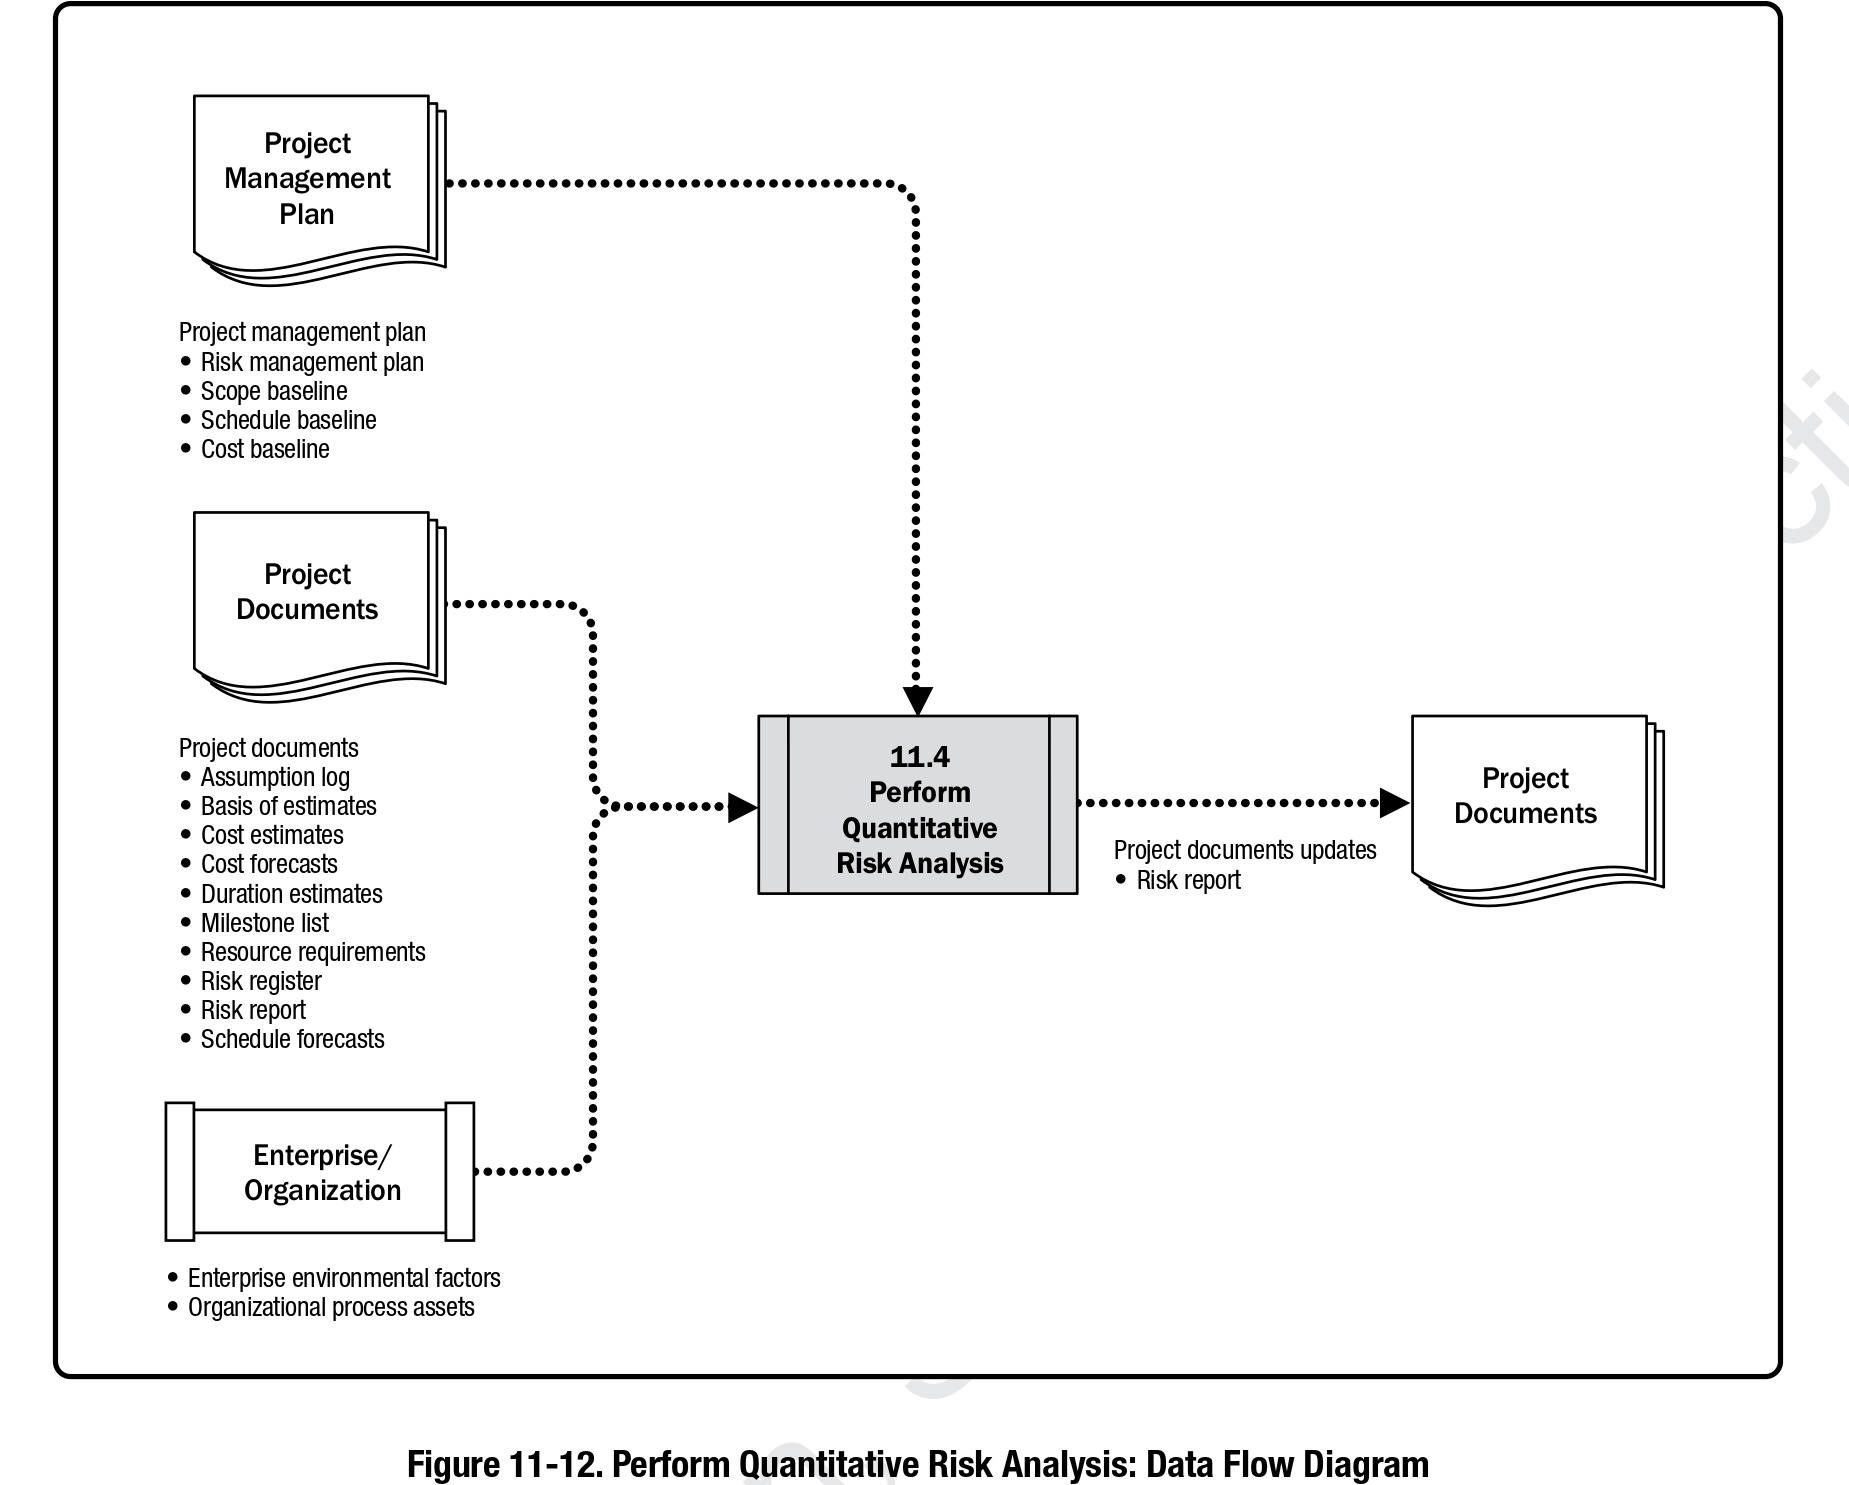 Project
Management
Plan
Project management plan
• Risk management plan
• Scope baseline
• Schedule baseline
• Cost baseline
Project
Documents
Project documents
• Assumption log
• Basis of estimates
• Cost estimates
• Cost forecasts
• Duration estimates
• Milestone list
• Resource requirements
• Risk register
• Risk report
• Schedule forecasts
Enterprise/
Organization
• Enterprise environmental factors
• Organizational process assets
11.4
Perform
Quantitative
Risk Analysis
Project documents updates
• Risk report
Project
Documents
Figure 11-12. Perform Quantitative Risk Analysis: Data Flow Diagram